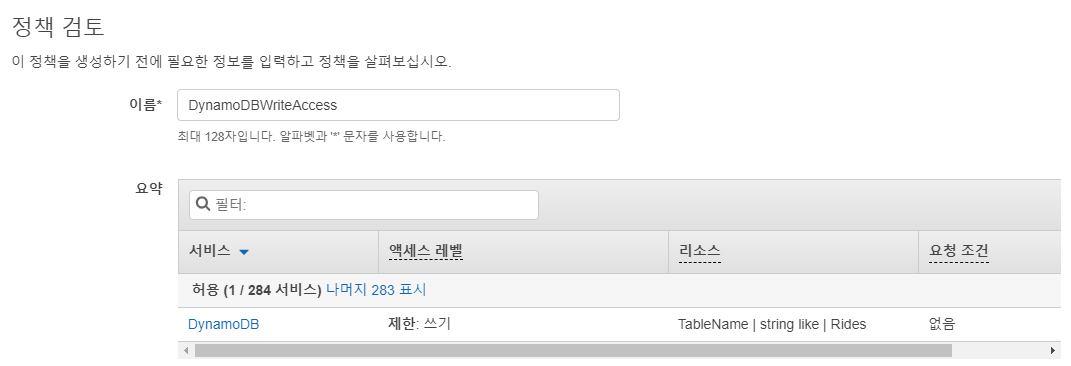 정책 검토
이 정책을 생성하기 전에 필요한 정보를 입력하고 정책을 살펴보십시오.
이름* DynamoDBWriteAccess
최대 128자입니다. 알파벳과 '*' 문자를 사용합니다.
요약
필터:
서비스 액세스 레벨 리소스 요청 조건
허용 (1 / 284 서비스) 나머지 283 표시
DynamoDB 제한: 쓰기 TableName | string like | Rides 없음